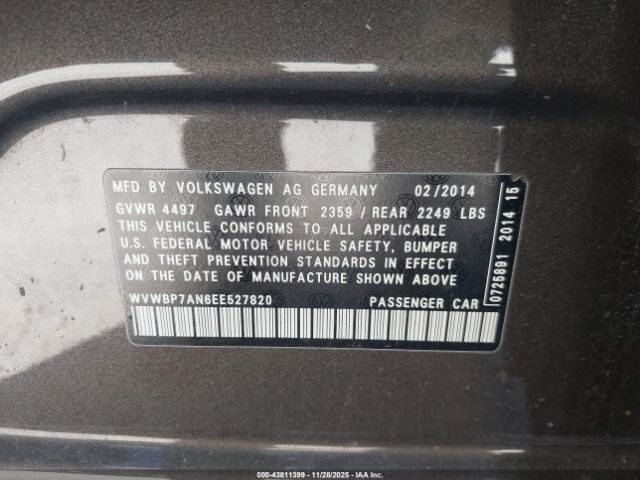 MFD BY VOLKSWAGEN AG GERMANY 02/2014
GVWR 4497 GAWR FRONT 2359/REAR 2249 LBS
THIS VEHICLE CONFORMS TO ALL APPLICABLE
U.S. FEDERAL MOTOR VEHICLE SAFETY, BUMPER
AND THEFT PREVENTION STANDARDS IN EFFECT
ON THE DATE OF MANUFACTURE SHOWN ABOVE
WVWBP7AN6EE527820 PASSENGER CAR
0725891 2014 15
000-43811399 - 11/28/2025 - IAA Inc.